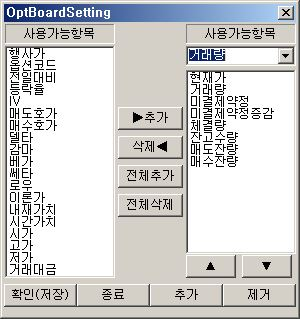 OptBoardSetting
사용가능항목
행사가
옵션코드
전일대비
등락율
IV
매도호가
매수호가
델타
감마
베가
쎄타
로우
이론가
내재가치
시간가치
시가
고가
저가
거래대금
▶추가
삭제◀
전체추가
전체삭제
사용가능항목
거래량
현재가
거래량
미결제약정
미결제약정증감
체결량
잔고수량
매도잔량
매수잔량
▲ ▼
확인(저장) 종료 추가 제거